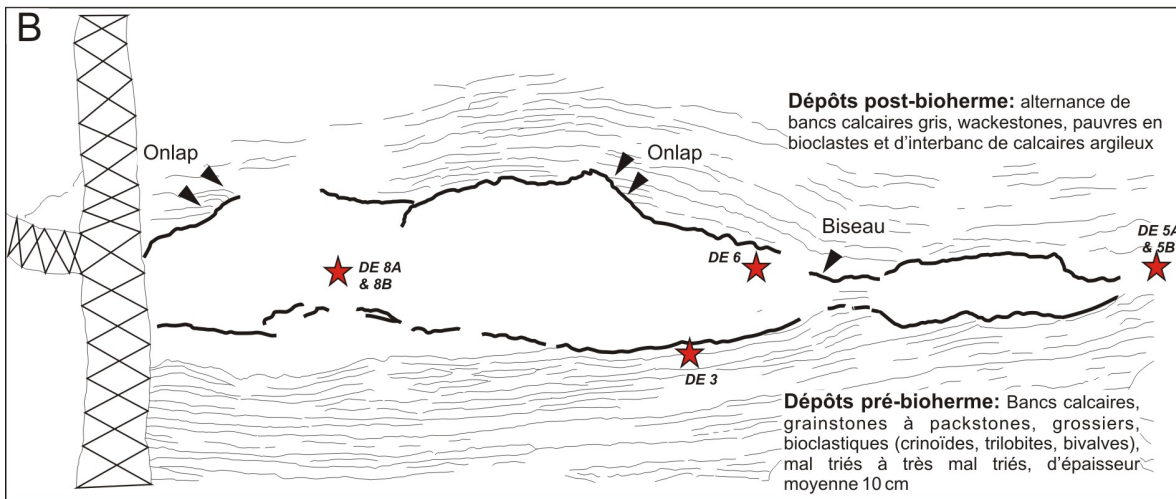 B
Dépôts post-bioherme: alternance de
bancs calcaires gris, wackestones, pauvres en
bioclastes et d'interbanc de calcaires argileux
Onlap
Onlap
Biseau
DE 5A
& 5B
DE 6
DE 8A
& 8B
DE 3
Dépôts pré-bioherme: Bancs calcaires,
grainstones à packstones, grossiers,
bioclastiques (crinoïdes, trilobites, bivalves),
mal triés à très mal triés, d'épaisseur
moyenne 10 cm